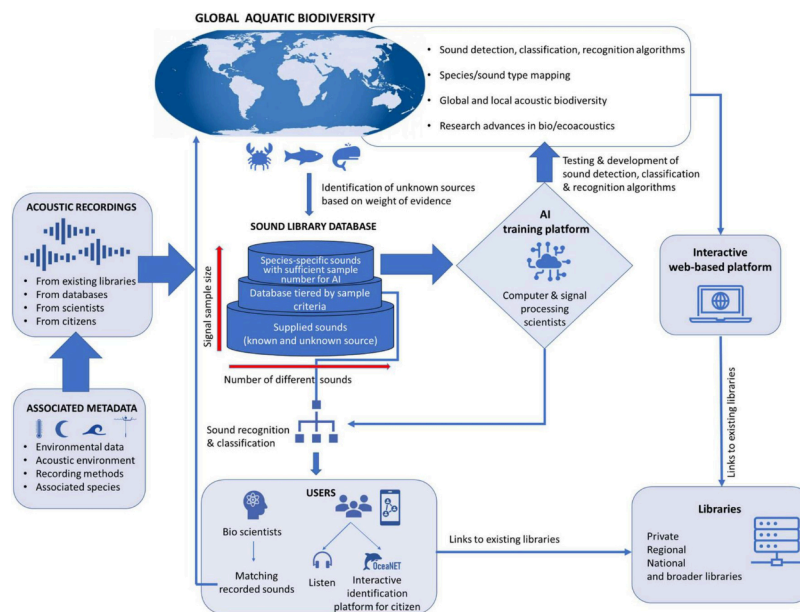 GLOBAL AQUATIC BIODIVERSITY
• Sound detection, classification, recognition algorithms
• Species/sound type mapping
• Global and local acoustic biodiversity
• Research advances in bio/ecoacoustics
Identification of unknown sources
based on weight of evidence
Testing & development of
sound detection, classification
& recognition algorithms
ACOUSTIC RECORDINGS
• From existing libraries
• From databases
• From scientists
• From citizens
SOUND LIBRARY DATABASE
Species-specific sounds
with sufficient sample
number for AI
Database tiered by sample
criteria
Supplied sounds
(known and unknown source)
Signal sample size
Number of different sounds
AI
training platform
Computer & signal
processing
scientists
Interactive
web-based platform
Links to existing libraries
ASSOCIATED METADATA
• Environmental data
• Acoustic environment
• Recording methods
• Associated species
Sound recognition
& classification
USERS
Bio scientists
Matching
recorded sounds
Listen
OceaNET
Interactive
identification
platform for citizen
Links to existing libraries
Libraries
Private
Regional
National
and broader libraries